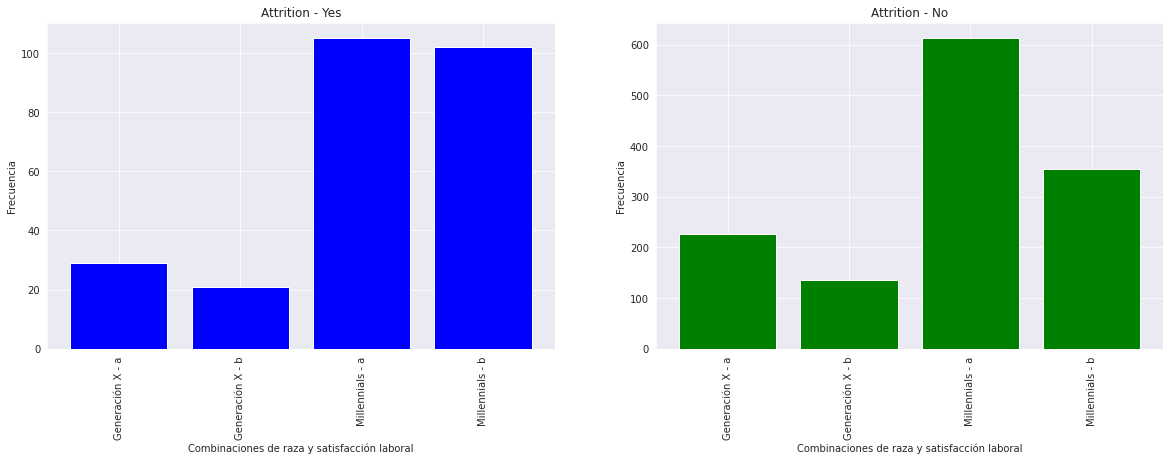 Attrition - Yes
Frecuencia
100
80
60
40
20
0
Generación X - a
Generación X - b
Millennials - a
Millennials - b
Combinaciones de raza y satisfacción laboral
Attrition - No
Frecuencia
600
500
400
300
200
100
0
Generación X - a
Generación X - b
Millennials - a
Millennials - b
Combinaciones de raza y satisfacción laboral